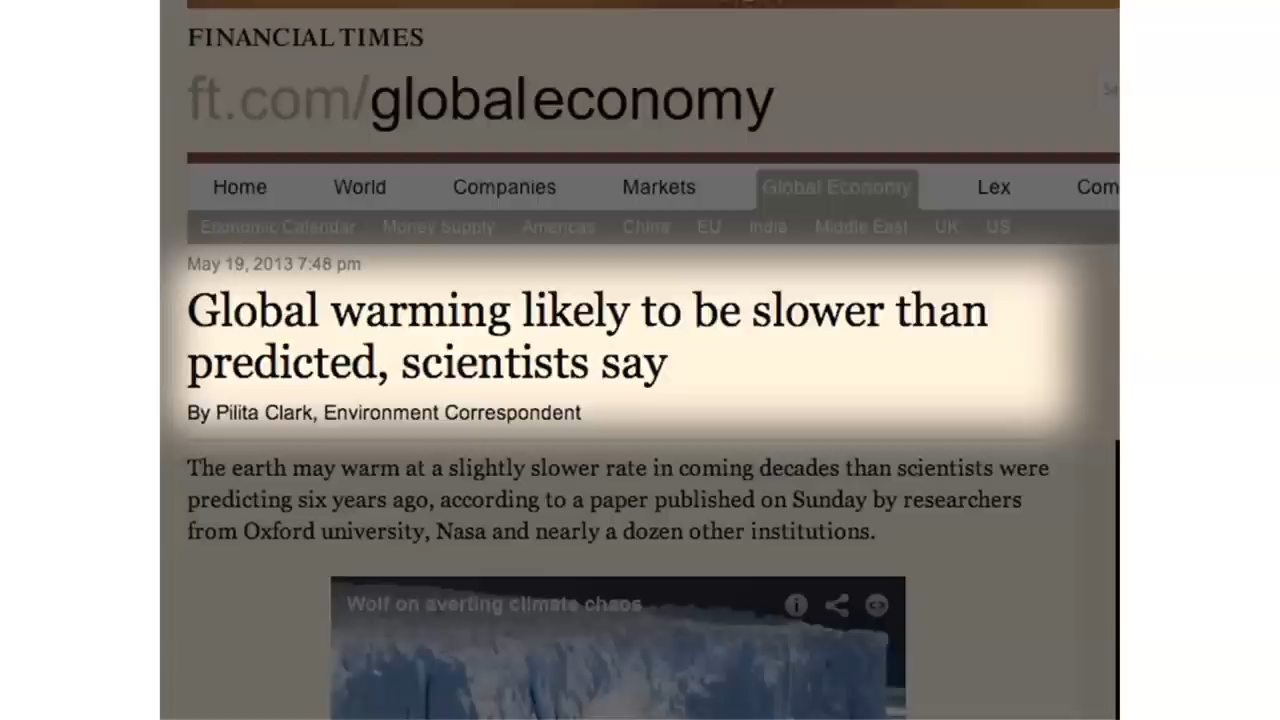 FINANCIAL TIMES
ft.com/globaleconomy
Home World Companies Markets Global Economy Lex Com
Economic Calendar Money Supply Americas China EU India Middle East UK US
May 19, 2013 7:48 pm
Global warming likely to be slower than
predicted, scientists say
By Pilita Clark, Environment Correspondent
The earth may warm at a slightly slower rate in coming decades than scientists were
predicting six years ago, according to a paper published on Sunday by researchers
from Oxford university, Nasa and nearly a dozen other institutions.
Wolf on averting climate chaos